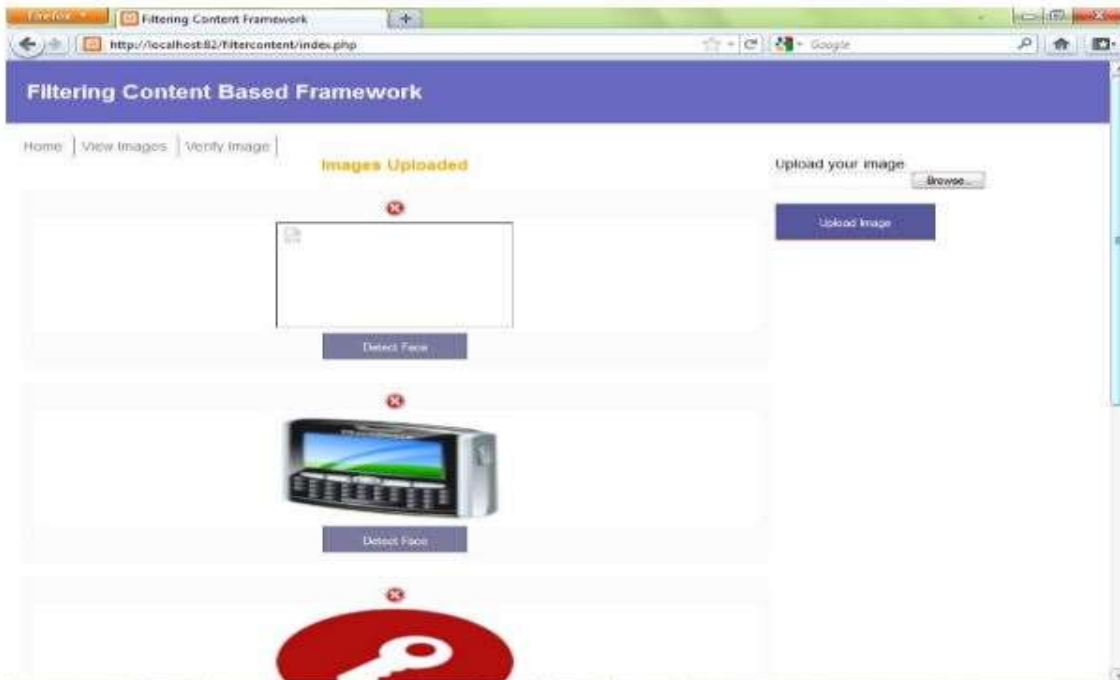 Firefox
Filtering Content Framework
http://localhost:82/filtercontent/index.php
Google
Filtering Content Based Framework
Home
View Images
Verify Image
Images Uploaded
Upload your image
Browse...
Upload Image
Detect Face
Detect Face